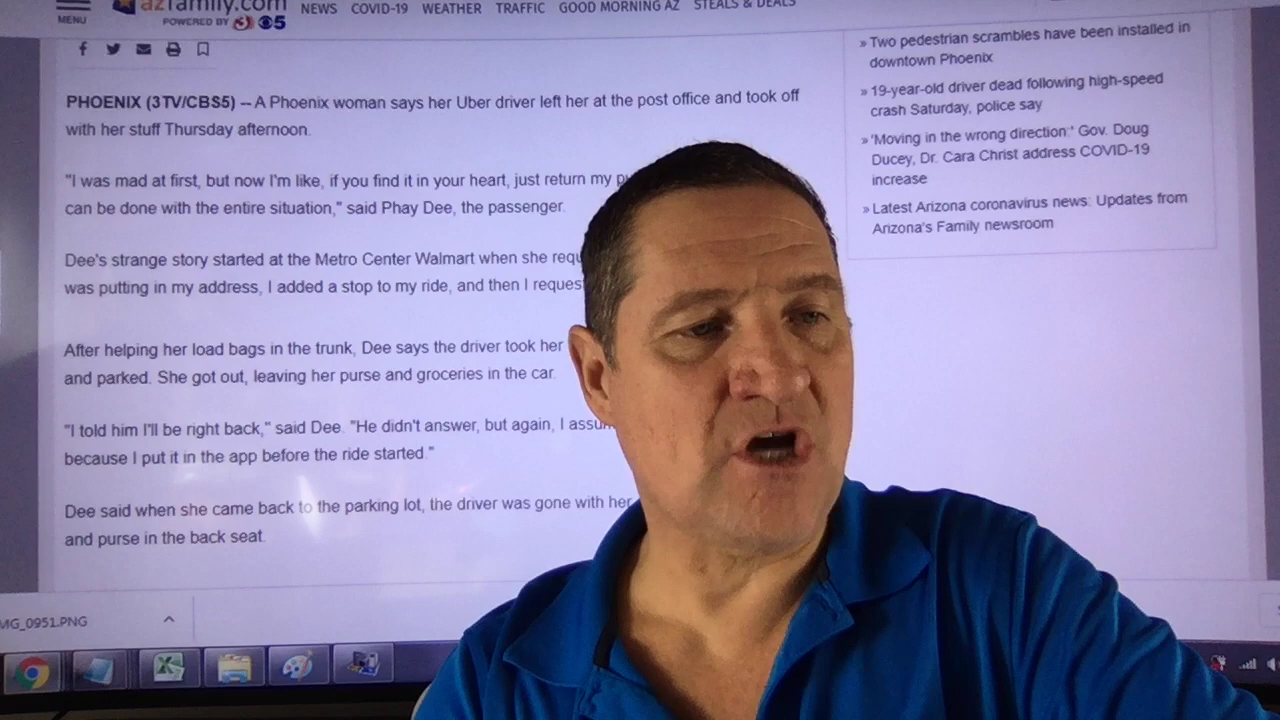 azfamily.com
POWERED BY 3 5
MENU
NEWS COVID-19 WEATHER TRAFFIC GOOD MORNING AZ STEALS & DEALS
PHOENIX (3TV/CBS5) -- A Phoenix woman says her Uber driver left her at the post office and took off
with her stuff Thursday afternoon.
"I was mad at first, but now I'm like, if you find it in your heart, just return my
can be done with the entire situation," said Phay Dee, the passenger.
Dee's strange story started at the Metro Center Walmart when she
was putting in my address, I added a stop to my ride, and then I
After helping her load bags in the trunk, Dee says the driver took her
and parked. She got out, leaving her purse and groceries in the car.
"I told him I'll be right back," said Dee. "He didn't answer, but again, I
because I put it in the app before the ride started."
Dee said when she came back to the parking lot, the driver was gone with her
and purse in the back seat.
» Two pedestrian scrambles have been installed in
downtown Phoenix
» 19-year-old driver dead following high-speed
crash Saturday, police say
» 'Moving in the wrong direction:' Gov. Doug
Ducey, Dr. Cara Christ address COVID-19
increase
» Latest Arizona coronavirus news: Updates from
Arizona's Family newsroom
MG_0951.PNG